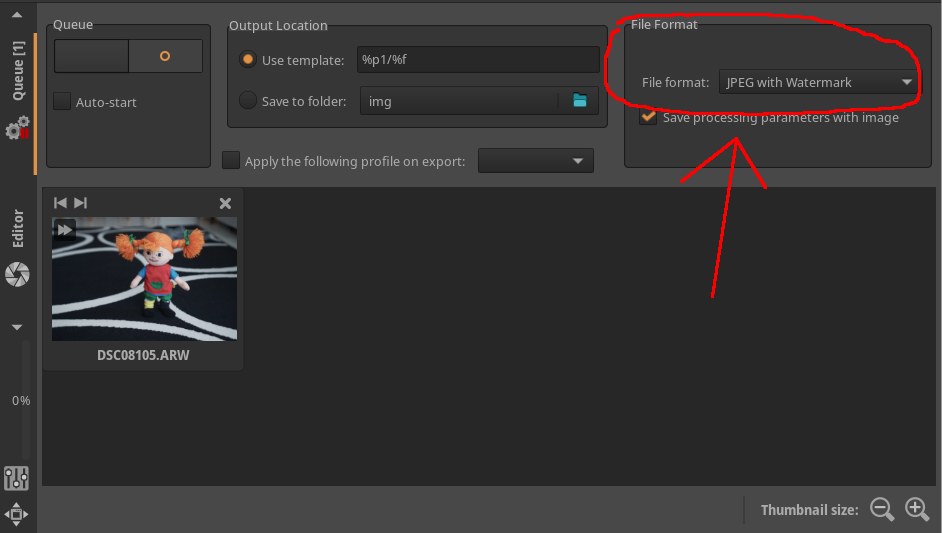 Queue
Output Location
File Format
Queue [1]
Use template:
%p1/%f
File format:
JPEG with Watermark
Auto-start
Save to folder:
img
Save processing parameters with image
Apply the following profile on export:
Editor
DSC08105.ARW
0%
Thumbnail size: